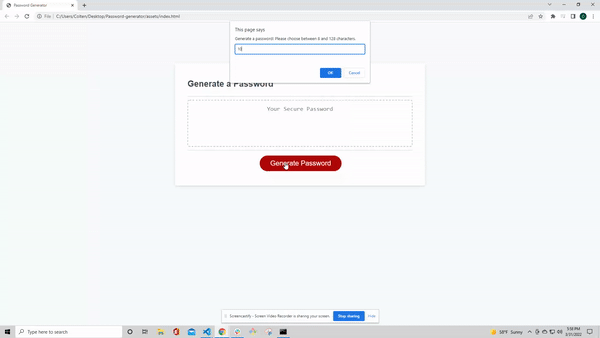 Password Generator
File
C:/Users/Colten/Desktop/Password-generator/assets/index.html
This page says
Generate a password! Please choose between 8 and 128 characters.
OK
Cancel
Generate a Password
Your Secure Password
Generate Password
Screencastify - Screen Video Recorder is sharing your screen.
Stop sharing
Hide
Type here to search
58°F Sunny
5:58 PM
5/31/2022